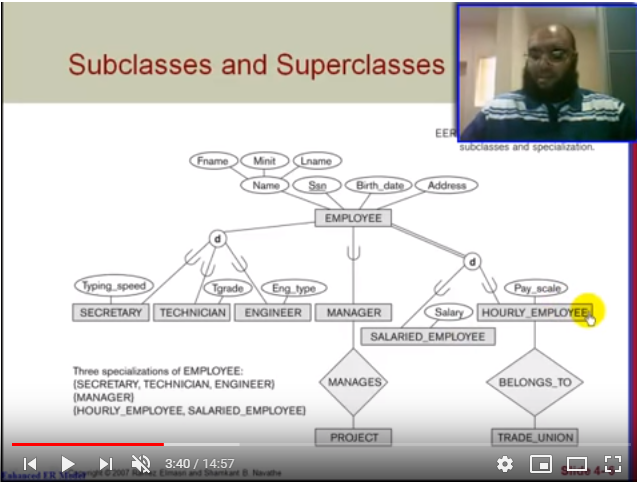 Subclasses and Superclasses
EER
subclasses and specialization.
Fname Minit Lname
Name Ssn Birth_date Address
EMPLOYEE
d
d
Typing_speed Tgrade Eng_type Pay_scale
SECRETARY TECHNICIAN ENGINEER MANAGER Salary HOURLY_EMPLOYEE
SALARIED_EMPLOYEE
Three specializations of EMPLOYEE:
{SECRETARY, TECHNICIAN, ENGINEER}
{MANAGER}
{HOURLY_EMPLOYEE, SALARIED_EMPLOYEE}
MANAGES BELONGS_TO
PROJECT TRADE_UNION
3:40 / 14:57
Enhanced ER Model
Copyright © 2007 Ramez Elmasri and Shamkant B. Navathe
Slide 4-